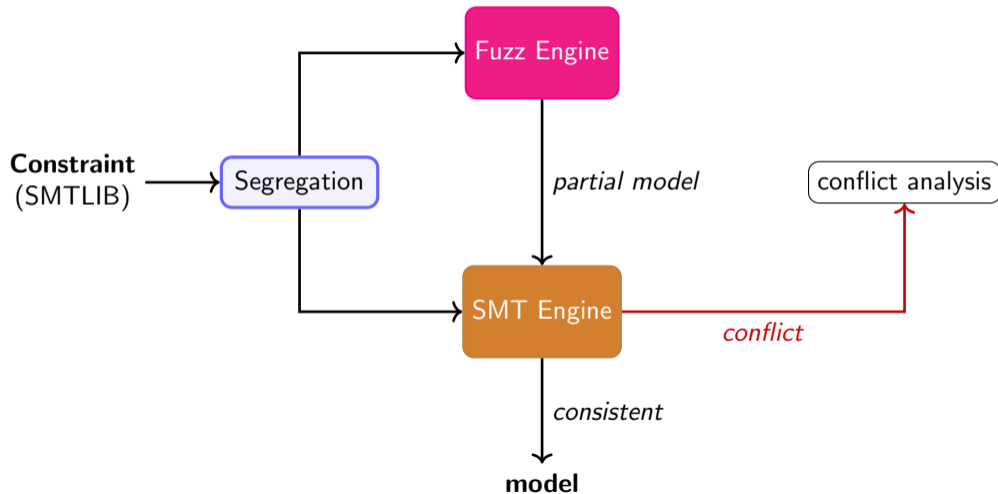 Fuzz Engine
Constraint
(SMTLIB)
Segregation
partial model
conflict analysis
SMT Engine
conflict
consistent
model